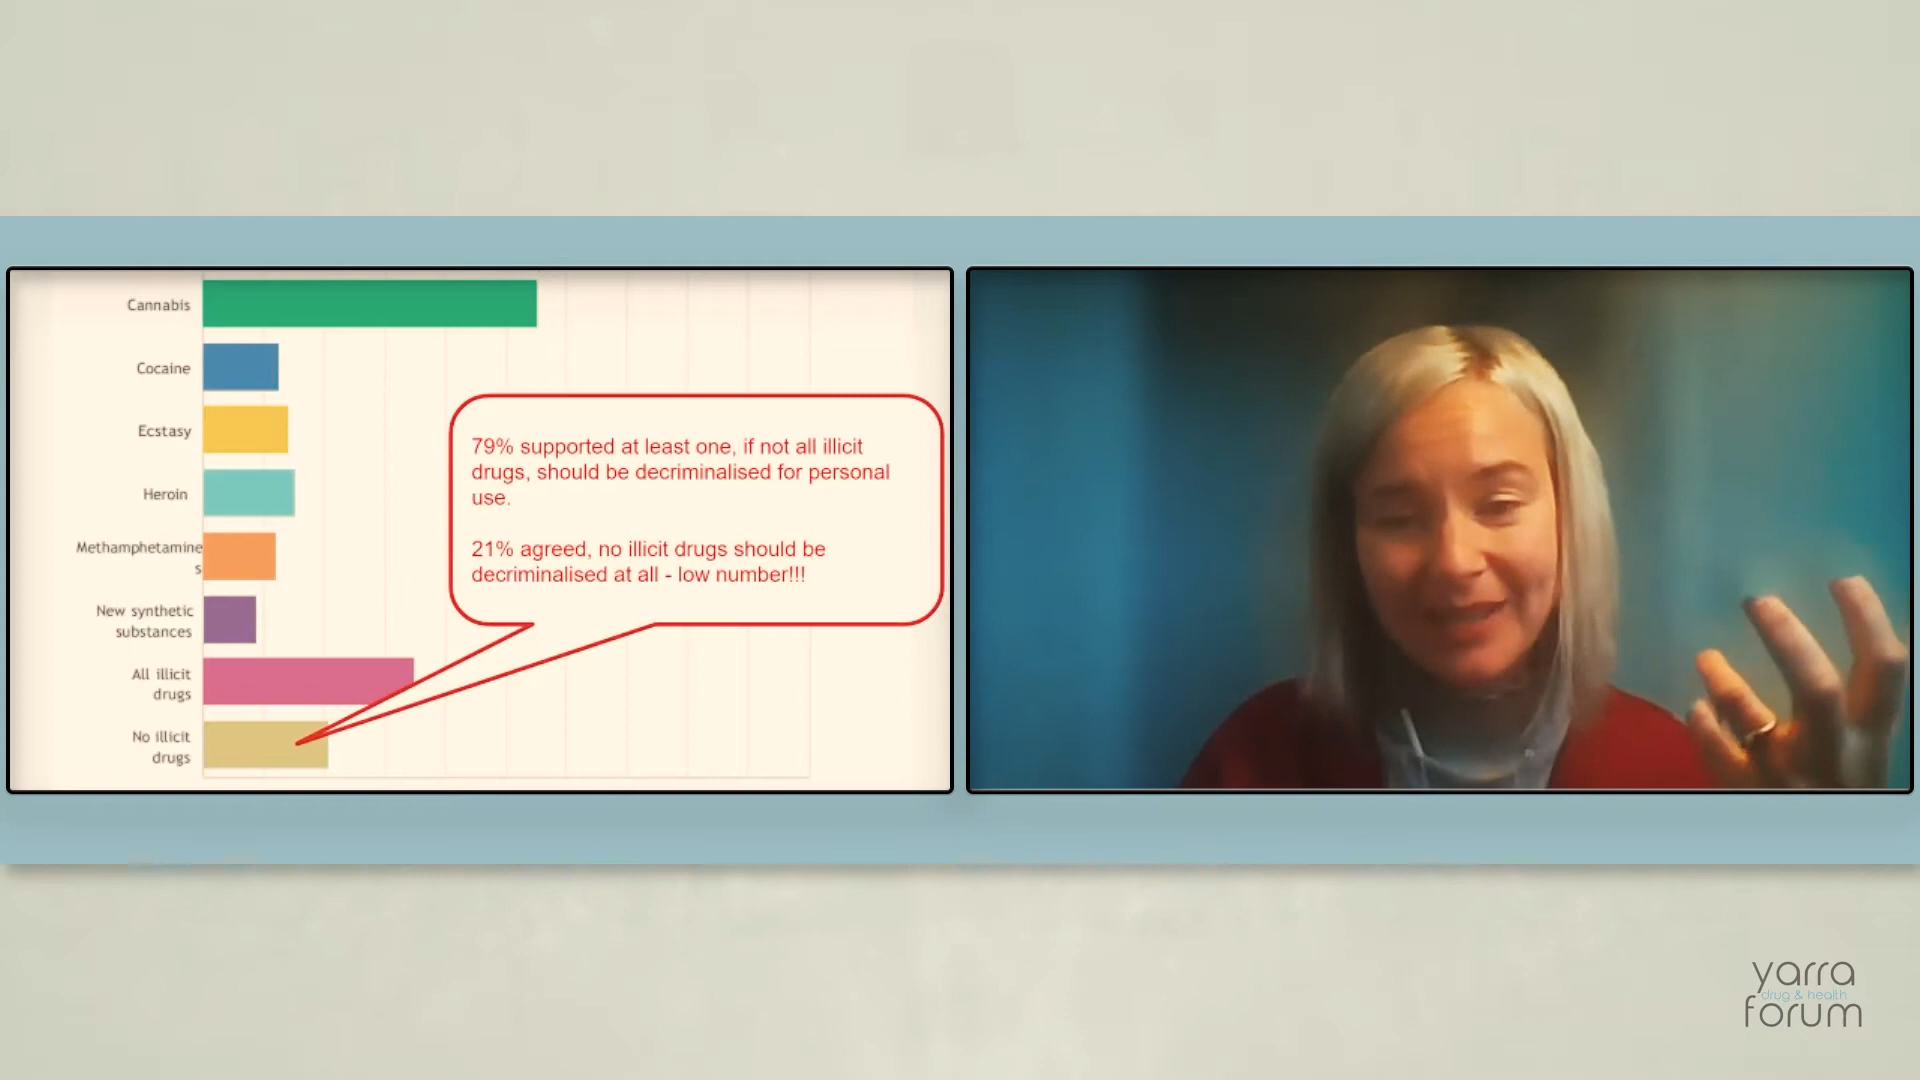 Cannabis
Cocaine
Ecstasy
Heroin
Methamphetamine
s
New synthetic
substances
All illicit
drugs
No illicit
drugs
79% supported at least one, if not all illicit
drugs, should be decriminalised for personal
use.
21% agreed, no illicit drugs should be
decriminalised at all - low number!!!
yarra
drug & health
forum